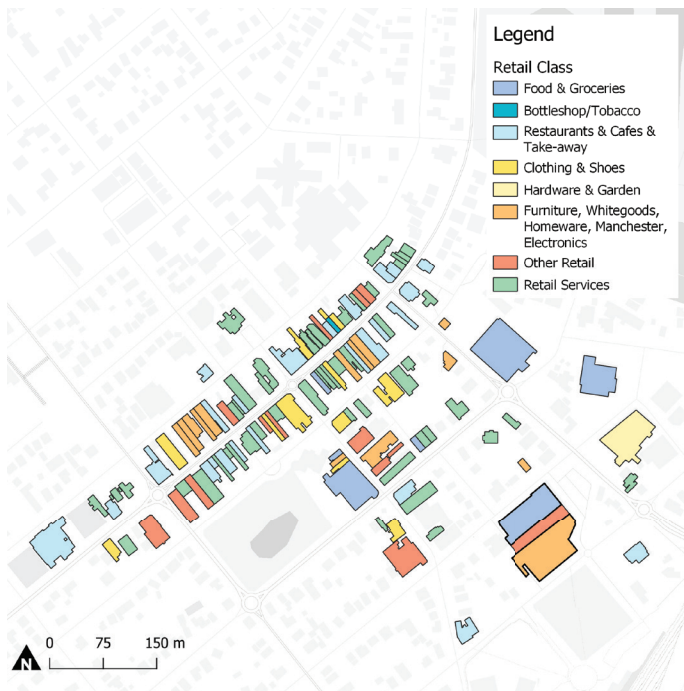 Legend
Retail Class
Food & Groceries
Bottleshop/Tobacco
Restaurants & Cafes &
Take-away
Clothing & Shoes
Hardware & Garden
Furniture, Whitegoods,
Homeware, Manchester,
Electronics
Other Retail
Retail Services
0 75 150 m
N